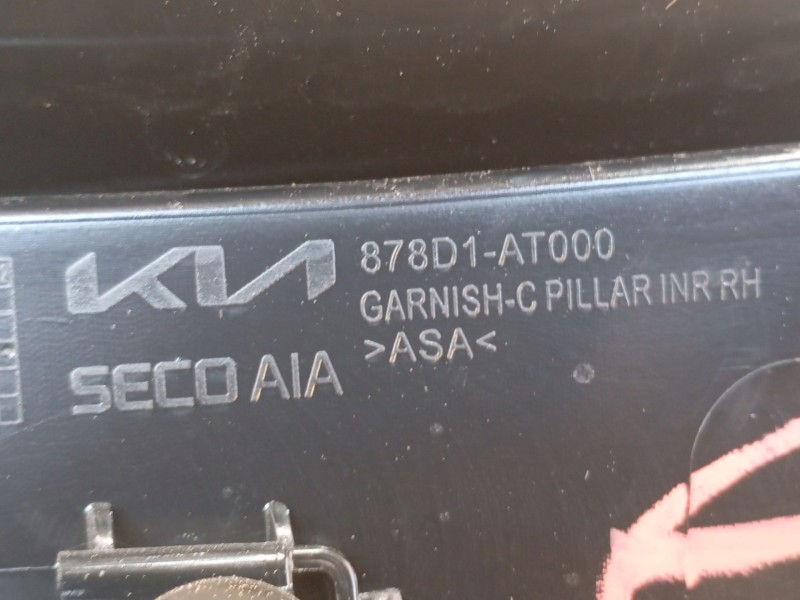 KIA 878D1-AT000
GARNISH-C PILLAR INR RH
>ASA<
SECO AIA